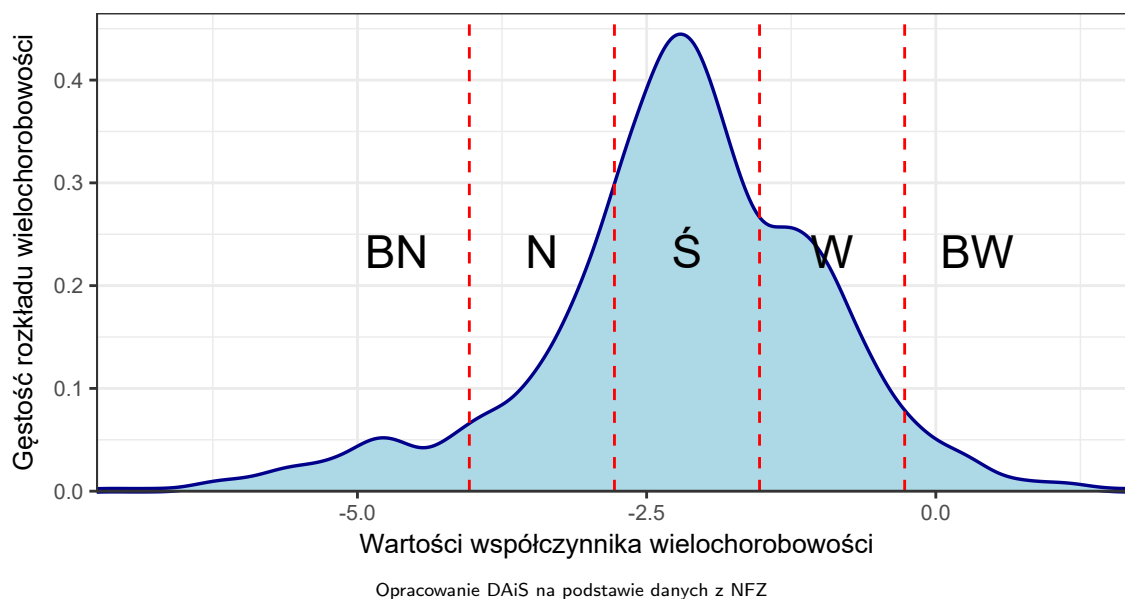 Gęstość rozkładu wielochorobowości
0.4
0.3
0.2
0.1
0.0
BN N Ś W BW
-5.0 -2.5 0.0
Wartości współczynnika wielochorobowości
Opracowanie DAiS na podstawie danych z NFZ